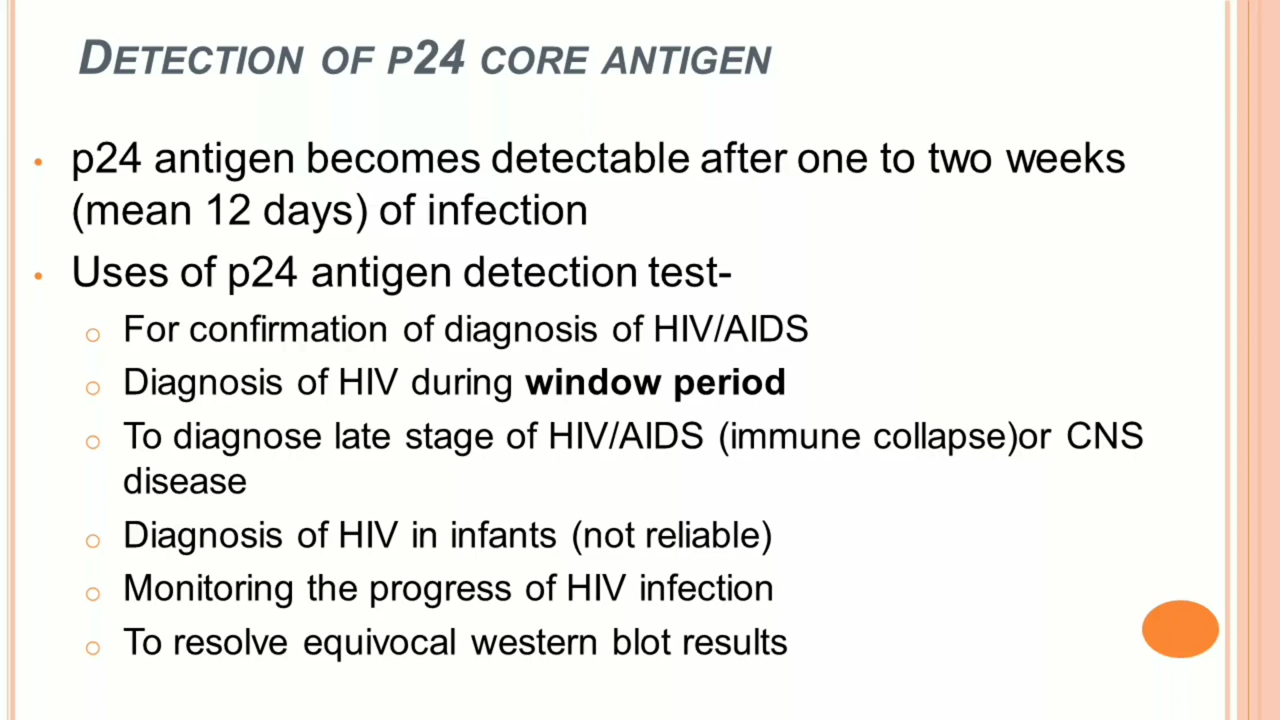 DETECTION OF P24 CORE ANTIGEN
• p24 antigen becomes detectable after one to two weeks
(mean 12 days) of infection
• Uses of p24 antigen detection test-
o For confirmation of diagnosis of HIV/AIDS
o Diagnosis of HIV during window period
o To diagnose late stage of HIV/AIDS (immune collapse)or CNS
disease
o Diagnosis of HIV in infants (not reliable)
o Monitoring the progress of HIV infection
o To resolve equivocal western blot results